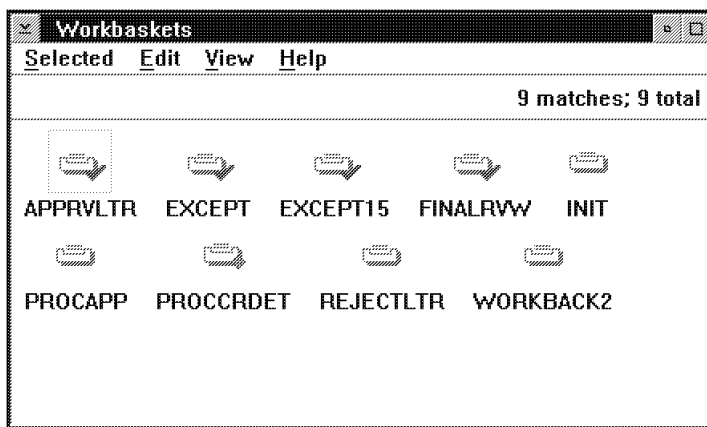 Workbaskets
Selected Edit View Help
9 matches; 9 total
APPRVLTR EXCEPT EXCEPT15 FINALRVW INIT
PROCAPP PROCCRDET REJECTLTR WORKBACK2